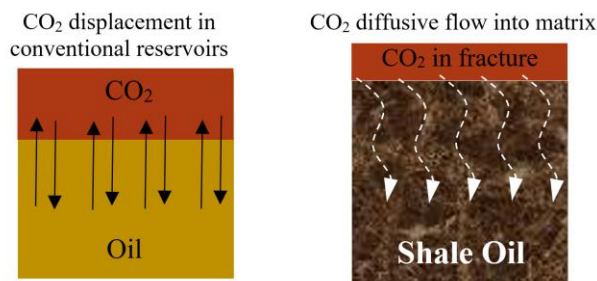 CO₂ displacement in
conventional reservoirs
CO₂
Oil
CO₂ diffusive flow into matrix
CO₂ in fracture
Shale Oil